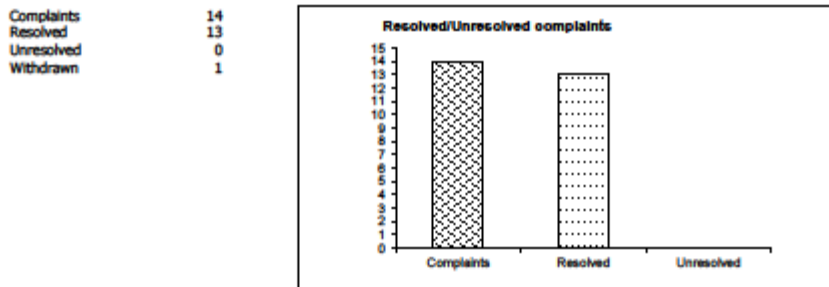 Complaints 14
Resolved 13
Unresolved 0
Withdrawn 1
Resolved/Unresolved complaints
15
14
13
12
11
10
9
8
7
6
5
4
3
2
1
0
Complaints Resolved Unresolved